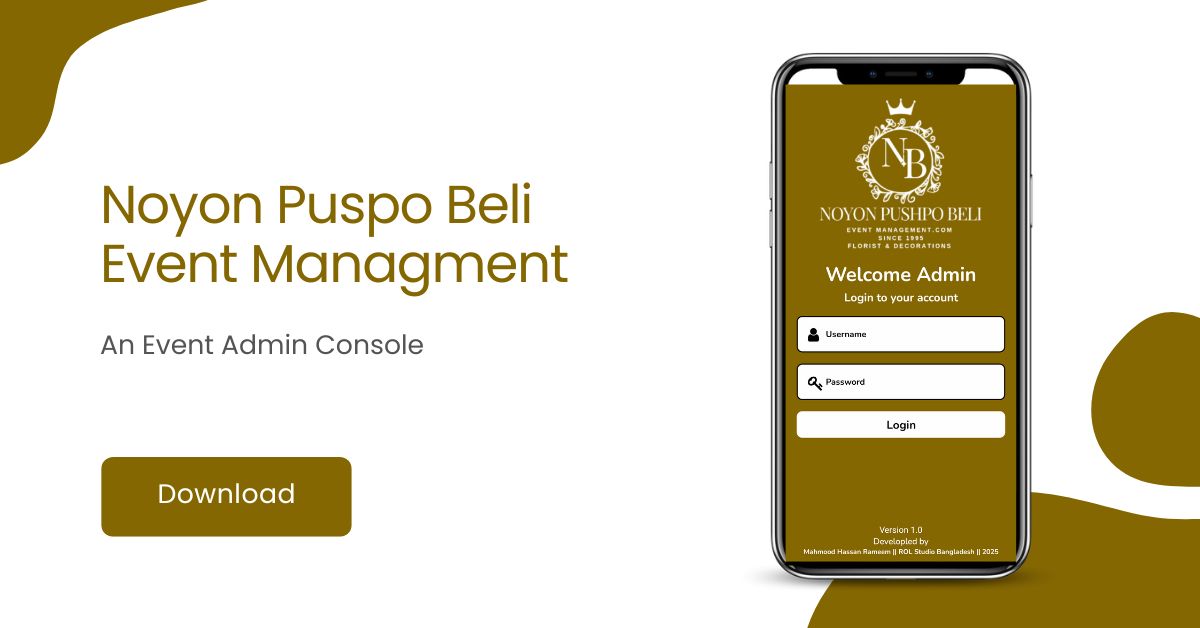 Noyon Puspo Beli
Event Managment
An Event Admin Console
Download
NB
NOYON PUSHPO BELI
EVENT MANAGEMENT.COM
SINCE 1995
FLORIST & DECORATIONS
Welcome Admin
Login to your account
Username
Password
Login
Version 1.0
Developled by
Mahmood Hassan Rameem || ROL Studio Bangladesh || 2025